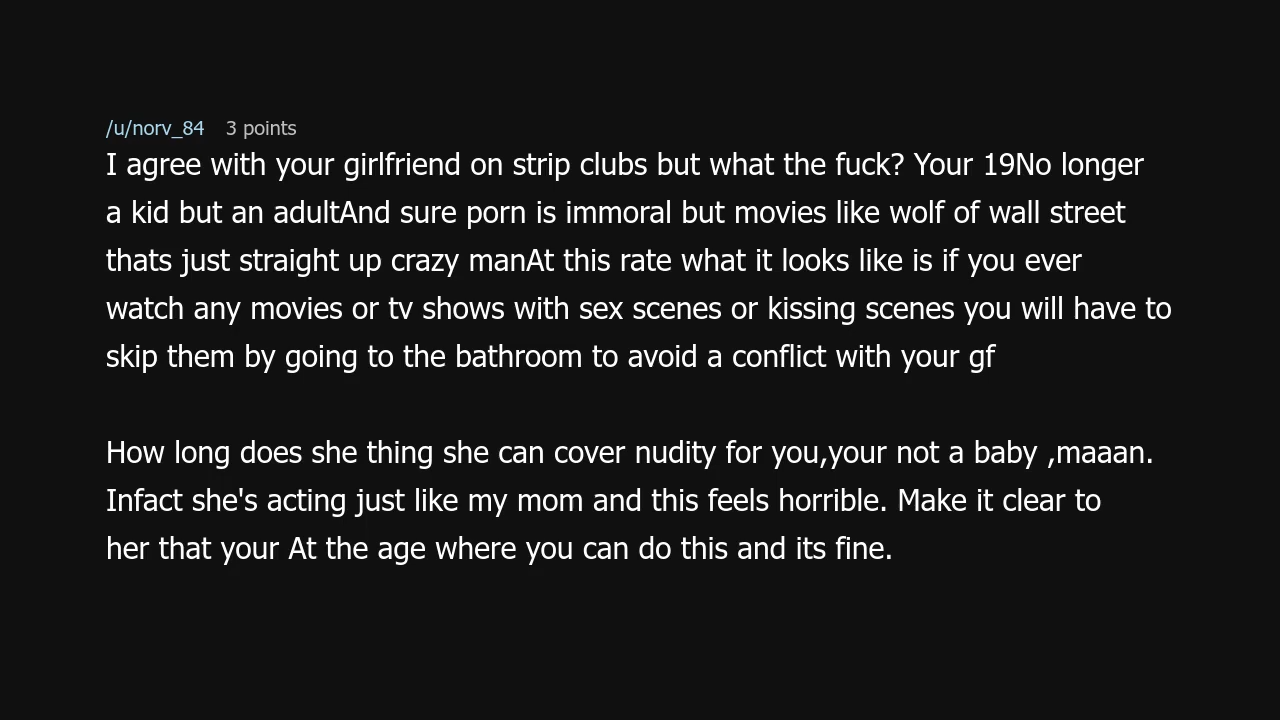 /u/norv_84 3 points
I agree with your girlfriend on strip clubs but what the fuck? Your 19No longer
a kid but an adultAnd sure porn is immoral but movies like wolf of wall street
thats just straight up crazy manAt this rate what it looks like is if you ever
watch any movies or tv shows with sex scenes or kissing scenes you will have to
skip them by going to the bathroom to avoid a conflict with your gf
How long does she thing she can cover nudity for you,your not a baby ,maaan.
Infact she's acting just like my mom and this feels horrible. Make it clear to
her that your At the age where you can do this and its fine.